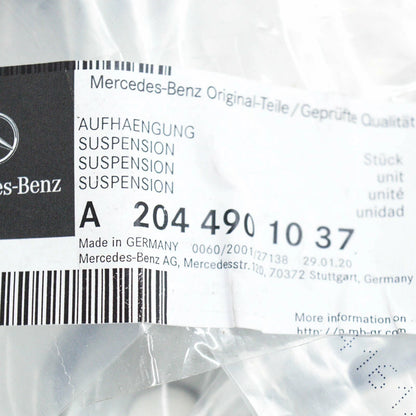 Mercedes-Benz Original-Teile/Geprüfte Qualität
AUFHAENGUNG
SUSPENSION
SUSPENSION
SUSPENSION
Stück
unit
unité
unidad
es-Benz
A 204 490 10 37
Made in GERMANY 0060/2001/27138 29.01.20
Mercedes-Benz AG, Mercedesstr. 120, 70372 Stuttgart, Germany
More information on